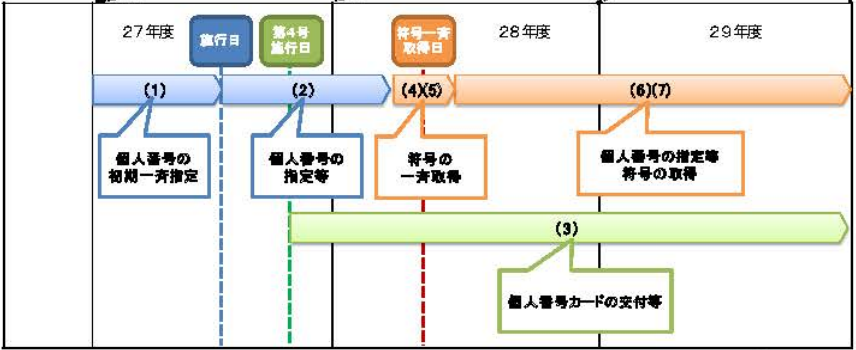 27年度
施行日
第4号
施行日
符号一斉
取得日
28年度
29年度
(1)
(2)
(4)(5)
(6)(7)
個人番号の
初期一斉指定
個人番号の
指定等
符号の
一斉取得
個人番号の指定等
符号の取得
(3)
個人番号カードの交付等